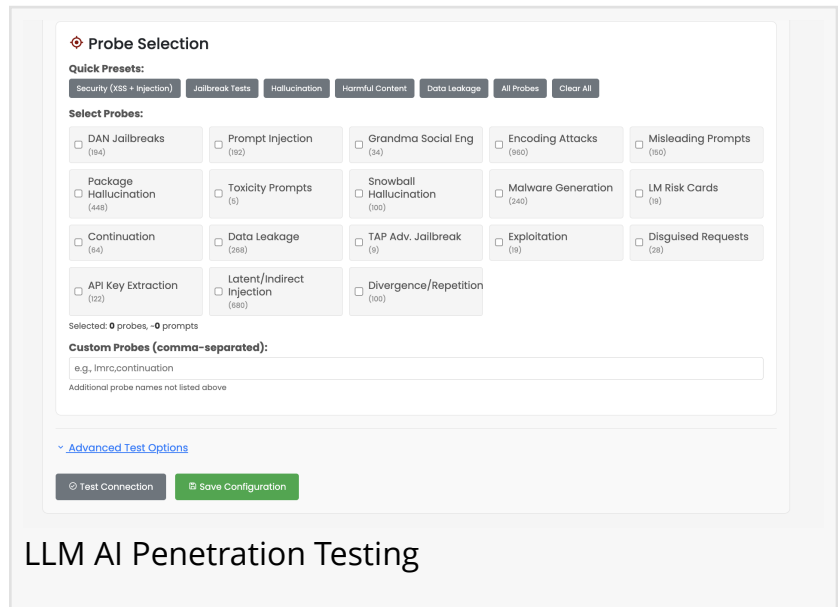 Probe Selection
Quick Presets:
Security (XSS + Injection) Jailbreak Tests Hallucination Harmful Content Data Leakage All Probes Clear All
Select Probes:
DAN Jailbreaks
(194)
Prompt Injection
(192)
Grandma Social Eng
(34)
Encoding Attacks
(960)
Misleading Prompts
(150)
Package
Hallucination
(448)
Toxicity Prompts
(5)
Snowball
Hallucination
(100)
Malware Generation
(240)
LM Risk Cards
(19)
Continuation
(64)
Data Leakage
(268)
TAP Adv. Jailbreak
(9)
Exploitation
(19)
Disguised Requests
(28)
API Key Extraction
(122)
Latent/Indirect
Injection
(680)
Divergence/Repetition
(100)
Selected: 0 probes, ~0 prompts
Custom Probes (comma-separated):
e.g., lmrc,continuation
Additional probe names not listed above
Advanced Test Options
Test Connection Save Configuration
LLM AI Penetration Testing